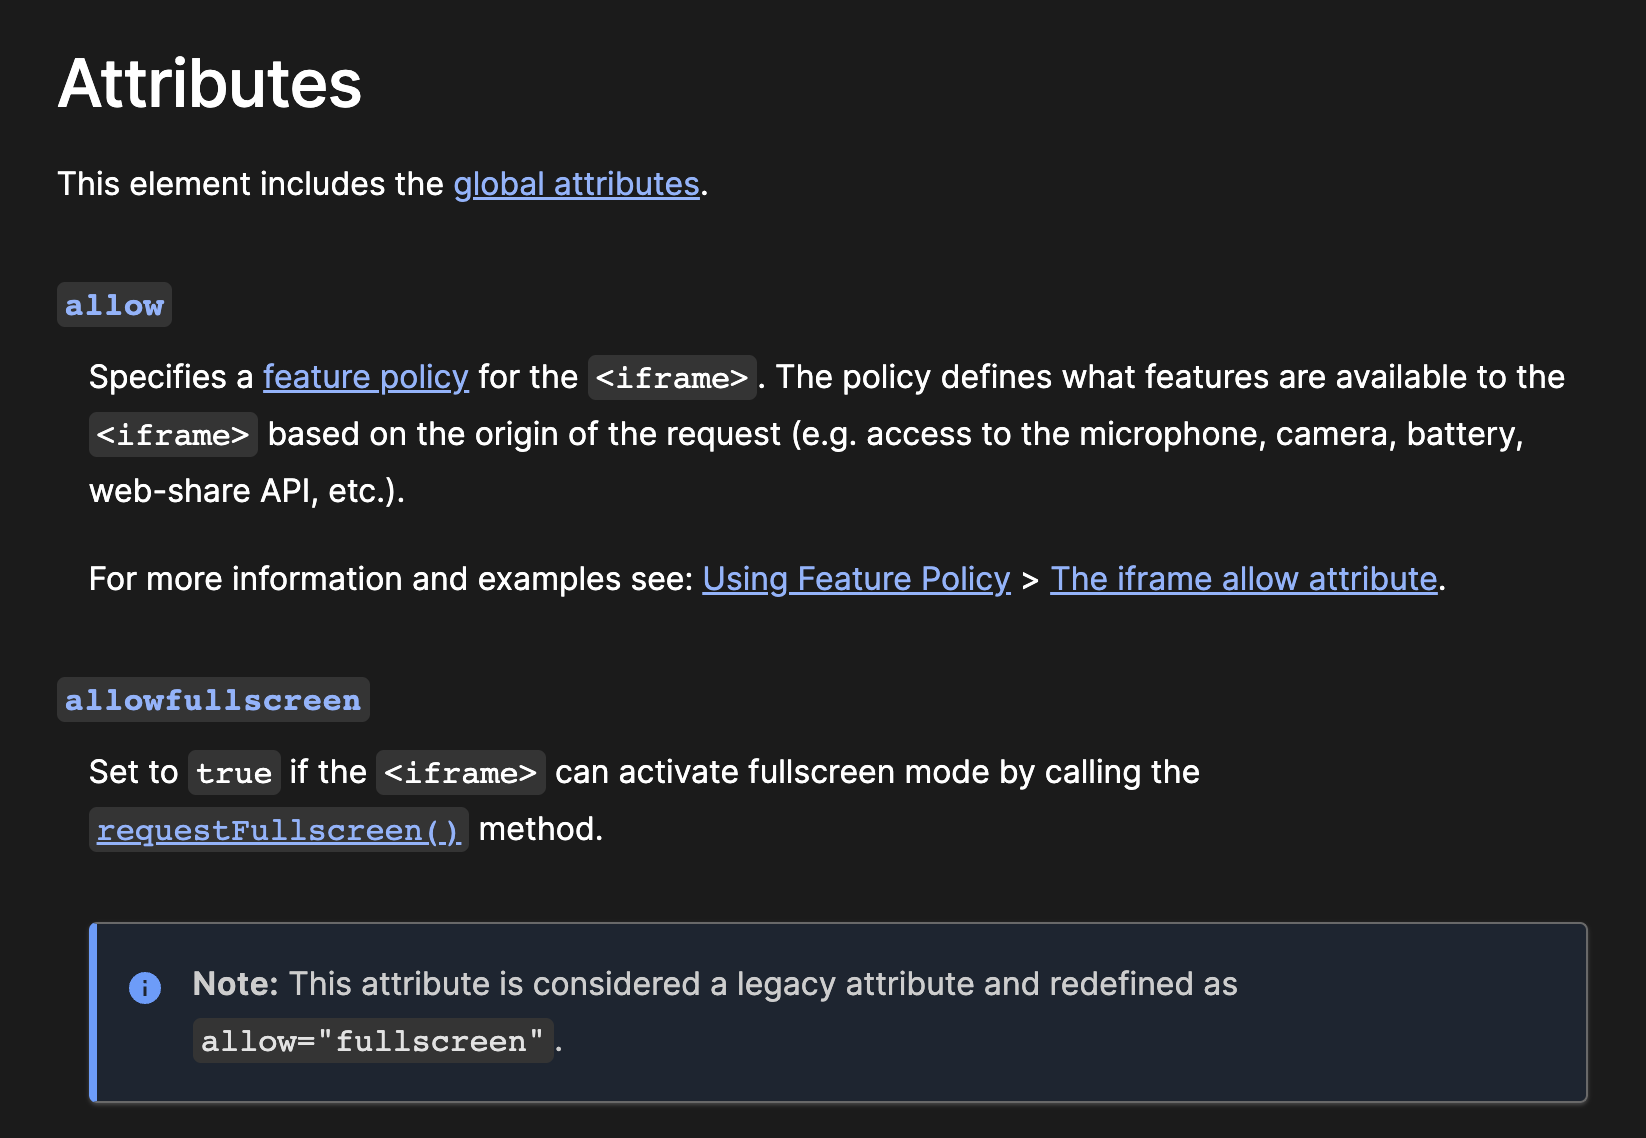 Attributes
This element includes the global attributes.
allow
Specifies a feature policy for the <iframe>. The policy defines what features are available to the
<iframe> based on the origin of the request (e.g. access to the microphone, camera, battery,
web-share API, etc.).
For more information and examples see: Using Feature Policy > The iframe allow attribute.
allowfullscreen
Set to true if the <iframe> can activate fullscreen mode by calling the
requestFullscreen() method.
Note: This attribute is considered a legacy attribute and redefined as
allow="fullscreen".